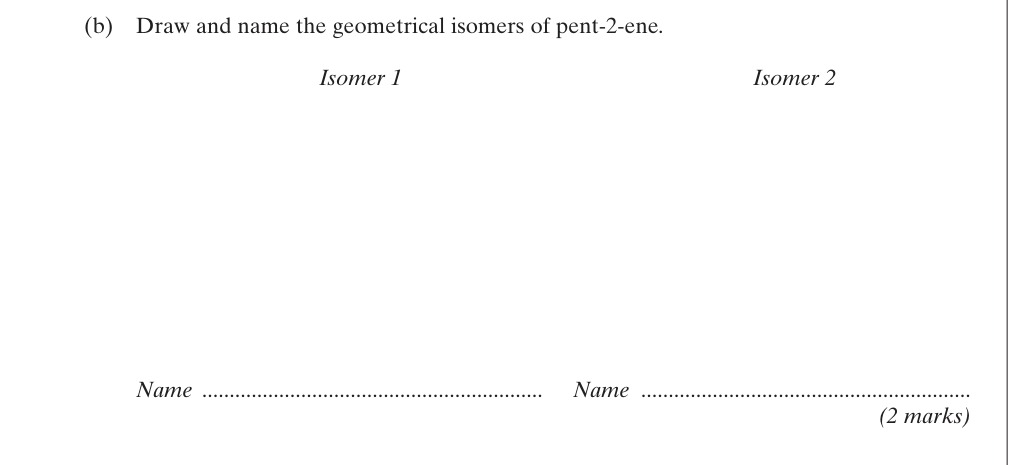 (b) Draw and name the geometrical isomers of pent-2-ene.
Isomer 1 Isomer 2
Name ............................................................. Name ............................................................
(2 marks)